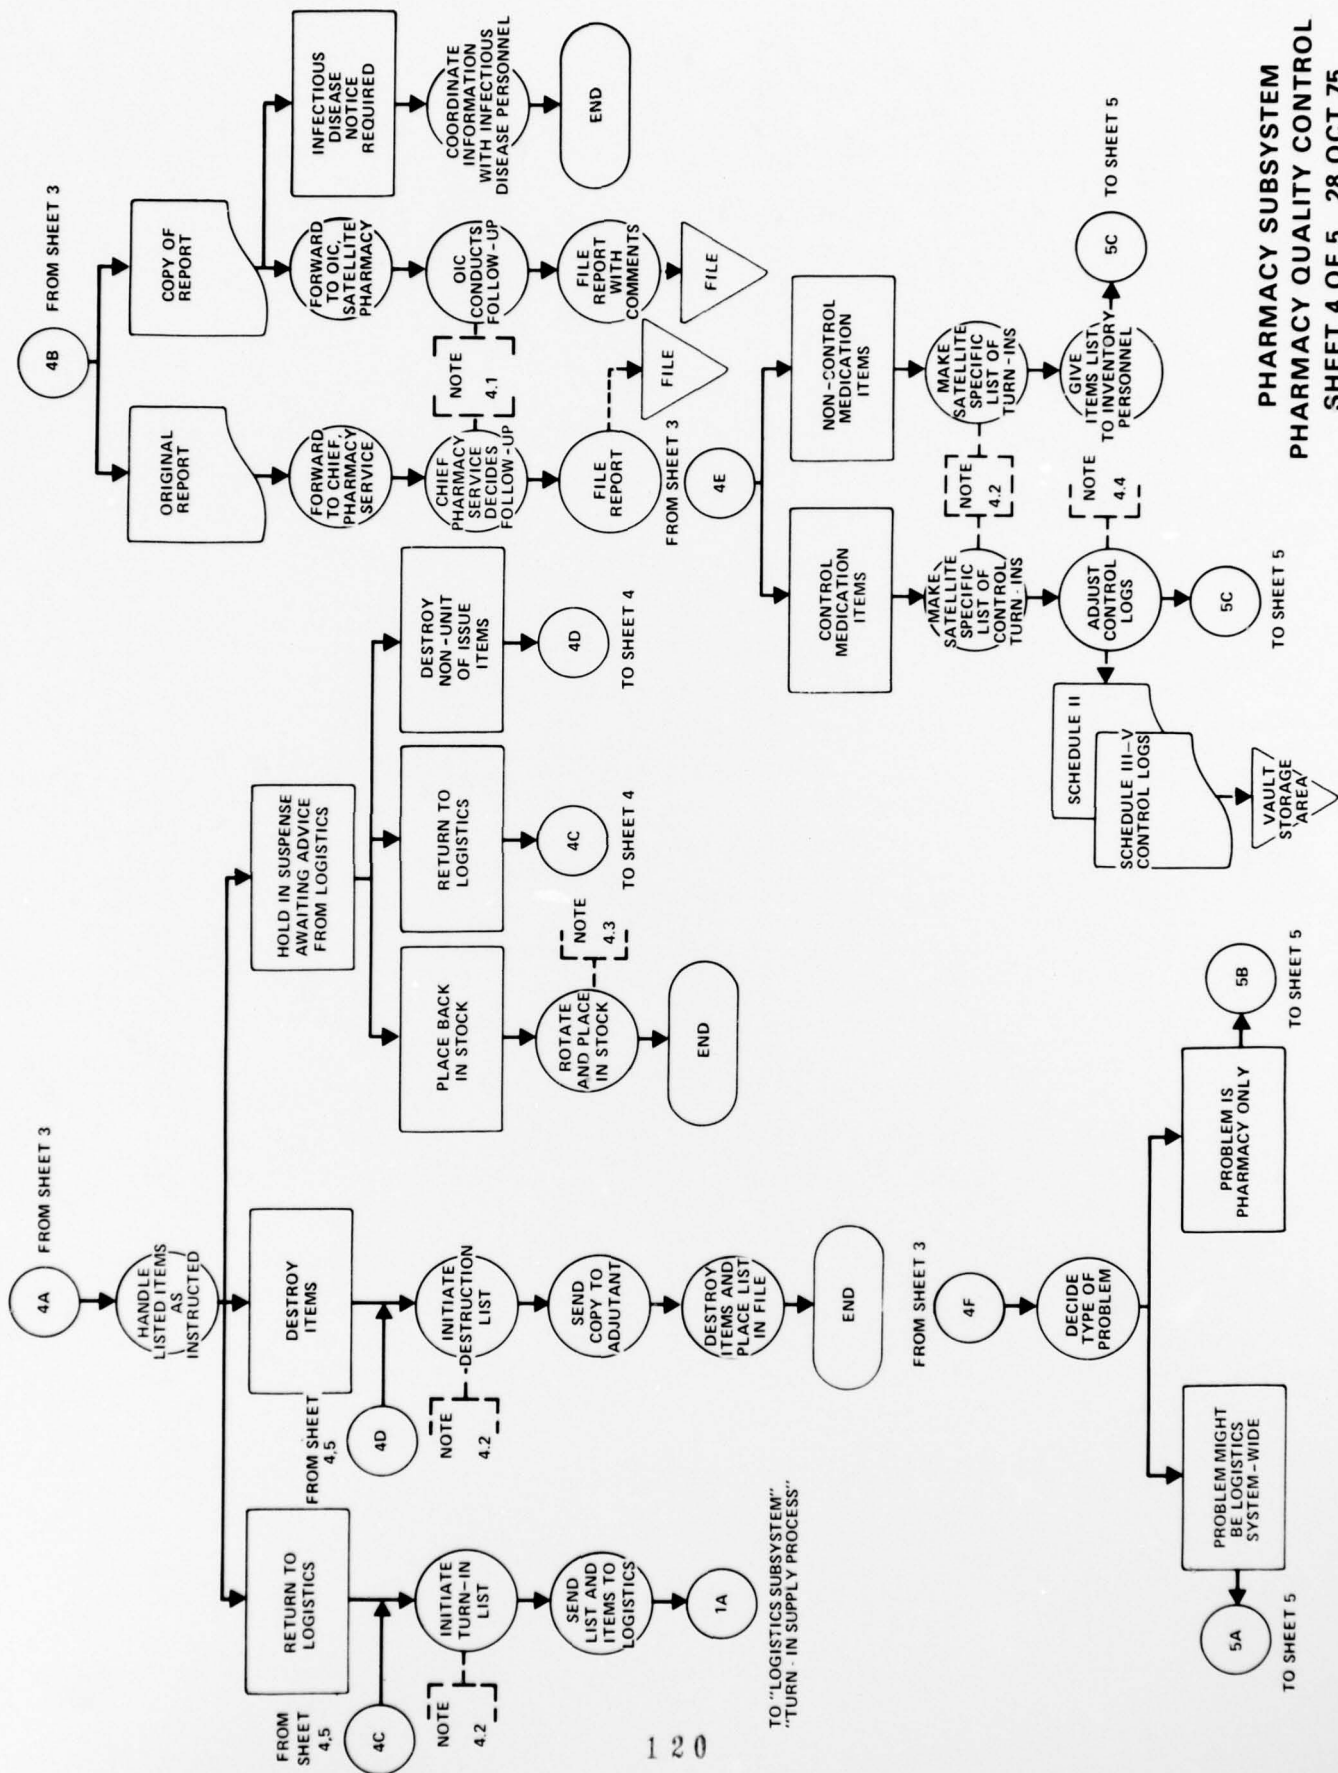 4A
FROM SHEET 3
HANDLE
LISTED ITEMS
AS
INSTRUCTED
RETURN TO
LOGISTICS
FROM
SHEET
4,5
4C
NOTE
4.2
INITIATE
TURN-IN
LIST
SEND
LIST AND
ITEMS TO
LOGISTICS
1A
TO "LOGISTICS SUBSYSTEM"
"TURN-IN SUPPLY PROCESS"
DESTROY
ITEMS
FROM SHEET
4,5
4D
NOTE
4.2
INITIATE
DESTRUCTION
LIST
SEND
COPY TO
ADJUTANT
DESTROY
ITEMS AND
PLACE LIST
IN FILE
END
HOLD IN SUSPENSE
AWAITING ADVICE
FROM LOGISTICS
PLACE BACK
IN STOCK
ROTATE
AND PLACE
IN STOCK
NOTE
4.3
END
RETURN TO
LOGISTICS
4C
TO SHEET 4
DESTROY
NON-UNIT
OF ISSUE
ITEMS
4D
TO SHEET 4
4B
FROM SHEET 3
ORIGINAL
REPORT
FORWARD
TO CHIEF,
PHARMACY
SERVICE
CHIEF
PHARMACY
SERVICE
DECIDES
FOLLOW-UP
NOTE
4.1
FILE
REPORT
FILE
COPY OF
REPORT
FORWARD
TO OIC,
SATELLITE
PHARMACY
OIC
CONDUCTS
FOLLOW-UP
FILE
REPORT
WITH
COMMENTS
FILE
INFECTIOUS
DISEASE
NOTICE
REQUIRED
COORDINATE
INFORMATION
WITH INFECTIOUS
DISEASE PERSONNEL
END
FROM SHEET 3
4F
DECIDE
TYPE OF
PROBLEM
PROBLEM MIGHT
BE LOGISTICS
SYSTEM-WIDE
5A
TO SHEET 5
PROBLEM IS
PHARMACY ONLY
5B
TO SHEET 5
FROM SHEET 3
4E
CONTROL
MEDICATION
ITEMS
MAKE
SATELLITE
SPECIFIC
LIST OF
CONTROL
TURN-INS
NOTE
4.2
ADJUST
CONTROL
LOGS
NOTE
4.4
SCHEDULE II
SCHEDULE III-V
CONTROL LOGS
VAULT
STORAGE
AREA
5C
TO SHEET 5
NON-CONTROL
MEDICATION
ITEMS
MAKE
SATELLITE
SPECIFIC
LIST OF
TURN-INS
GIVE
ITEMS LIST
TO INVENTORY
PERSONNEL
5C
TO SHEET 5
PHARMACY SUBSYSTEM
PHARMACY QUALITY CONTROL
SHEET 4 OF 5 28 OCT 75
120